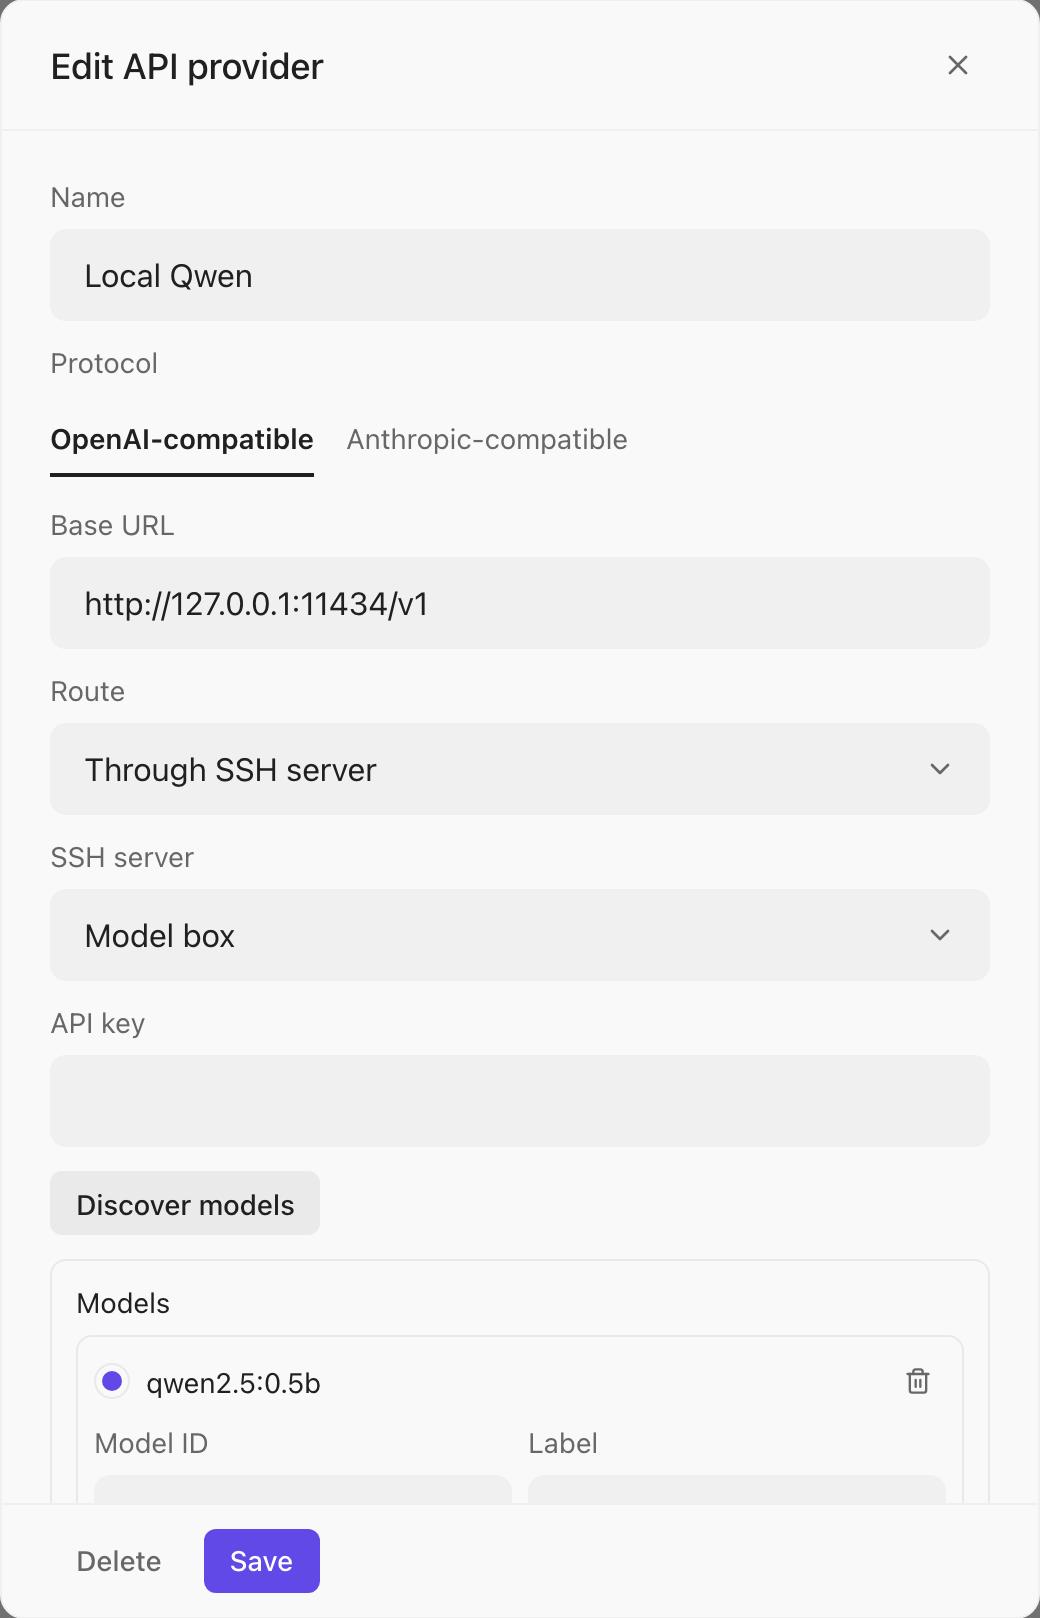 Edit API provider
Name
Local Qwen
Protocol
OpenAI-compatible Anthropic-compatible
Base URL
http://127.0.0.1:11434/v1
Route
Through SSH server
SSH server
Model box
API key
Discover models
Models
qwen2.5:0.5b
Model ID Label
Delete Save